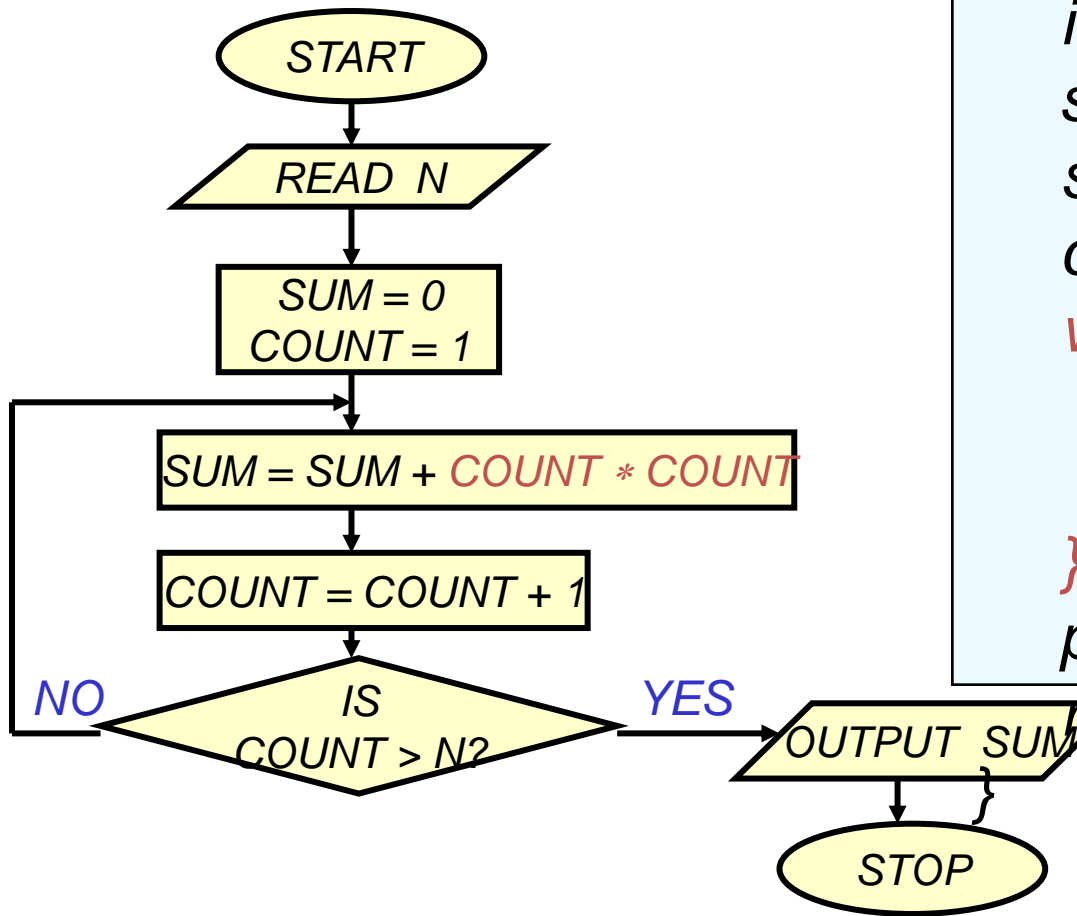 START
READ N
SUM = 0
COUNT = 1
SUM = SUM + COUNT * COUNT
COUNT = COUNT + 1
IS
COUNT > N?
NO
YES
OUTPUT SUM
}
STOP
i
s
s
}
p